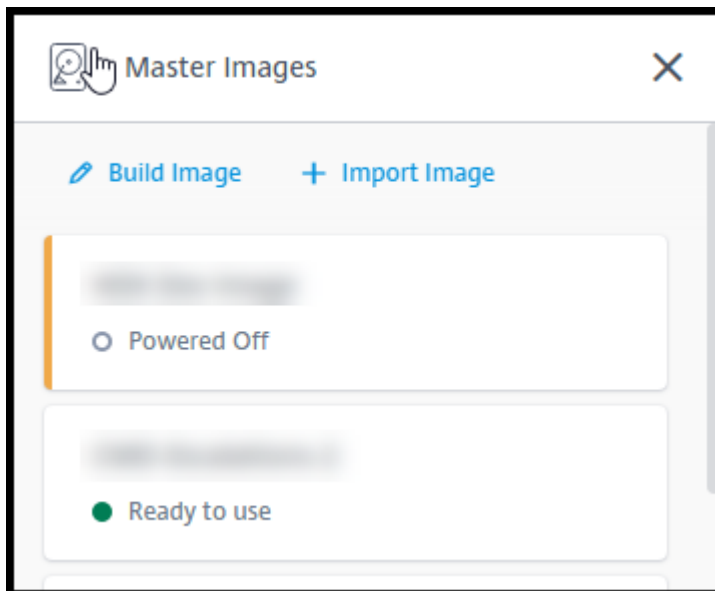 Master Images
Build Image
Import Image
Powered Off
Ready to use